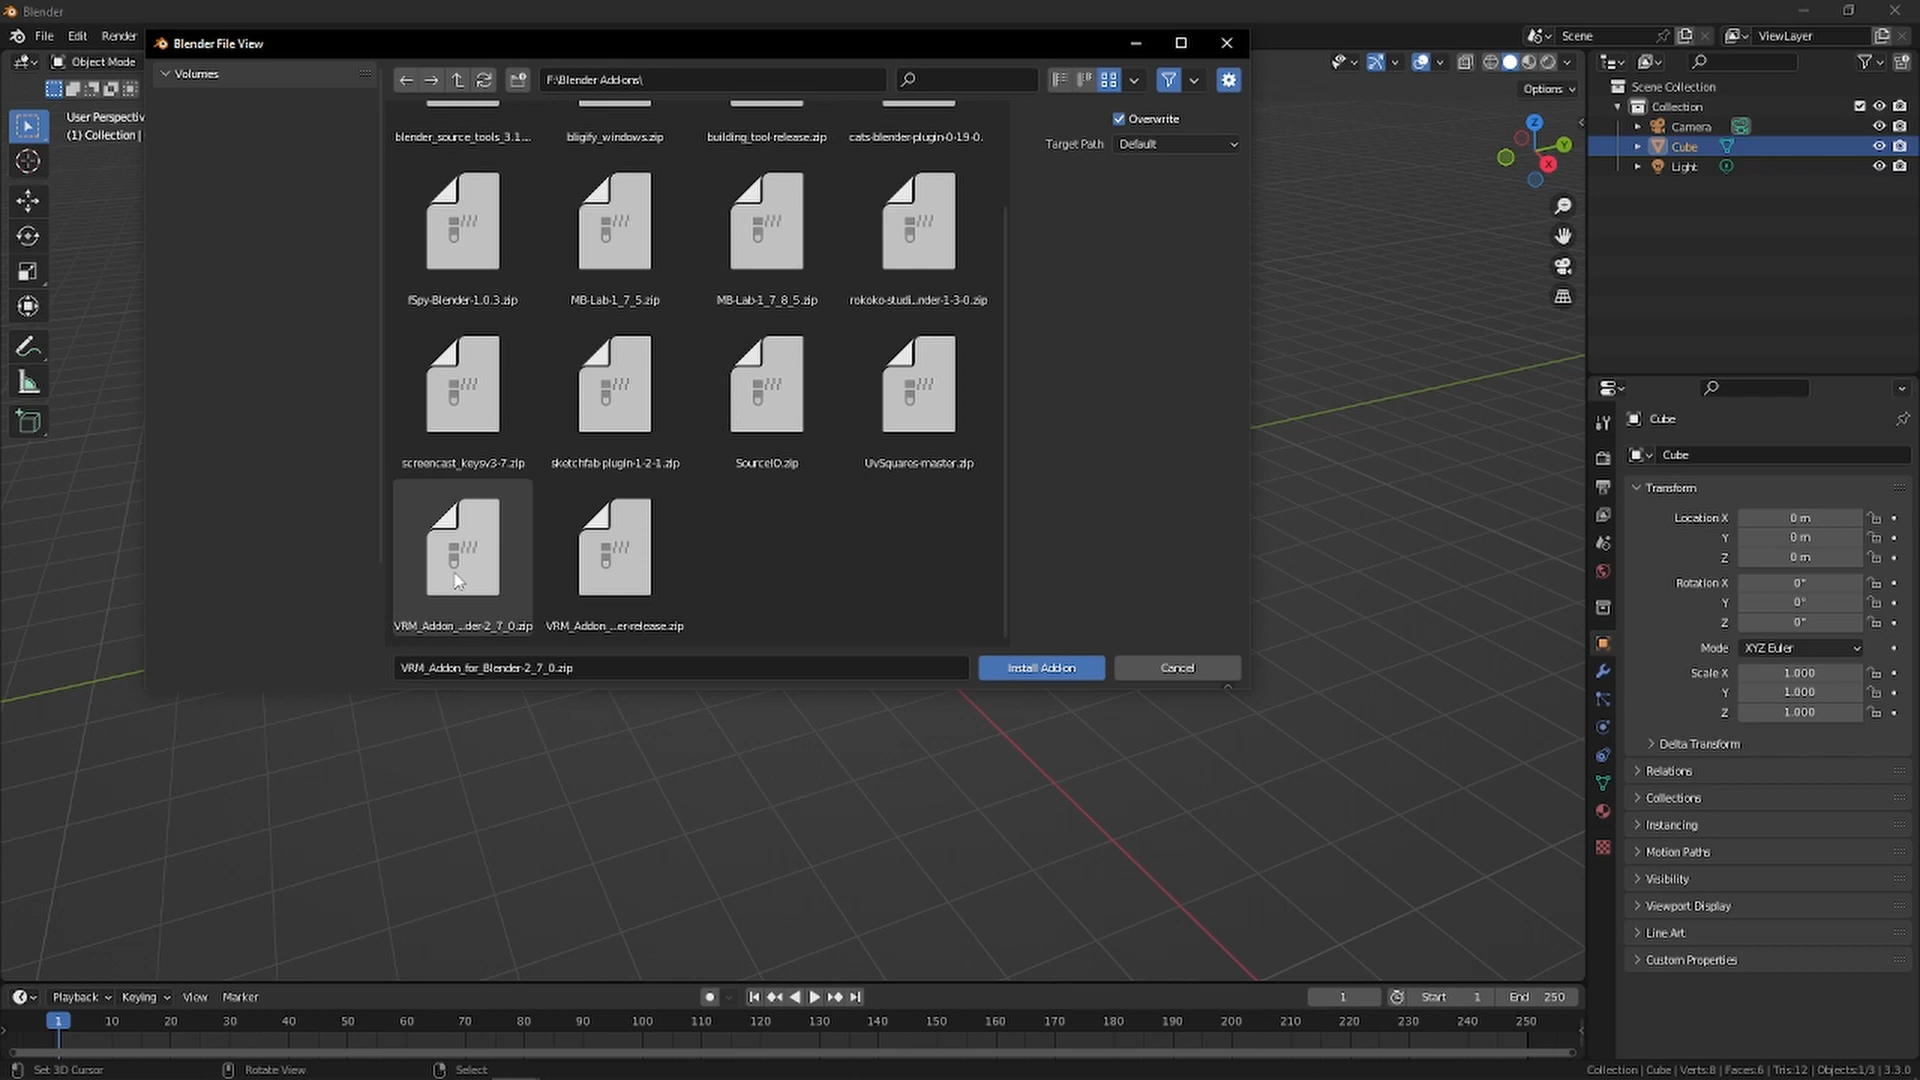 Blender
File Edit Render
Scene
ViewLayer
Blender File View
Object Mode
Volumes
F:\Blender Add-ons\
Options
User Perspectiv
(1) Collection |
blender_source_tools_3.1....
bligify_windows.zip
building_tool-release.zip
cats-blender-plugin-0-19-0.
Overwrite
Target Path Default
fSpy-Blender-1.0.3.zip
MB-Lab-1_7_5.zip
MB-Lab-1_7_8_5.zip
rokoko-studi...nder-1-3-0.zip
screencast_keysv3-7.zip
sketchfab-plugin-1-2-1.zip
SourceIO.zip
UvSquares-master.zip
VRM_Addon_...der-2_7_0.zip
VRM_Addon_...er-release.zip
VRM_Addon_for_Blender-2_7_0.zip
Install Add-on
Cancel
Z
Y
X
Scene Collection
Collection
Camera
Cube
Light
Cube
Cube
Transform
Location X 0 m
Y 0 m
Z 0 m
Rotation X 0°
Y 0°
Z 0°
Mode XYZ Euler
Scale X 1.000
Y 1.000
Z 1.000
Delta Transform
Relations
Collections
Instancing
Motion Paths
Visibility
Viewport Display
Line Art
Custom Properties
Playback Keying View Marker
1 Start 1 End 250
1 10 20 30 40 50 60 70 80 90 100 110 120 130 140 150 160 170 180 190 200 210 220 230 240 250
Set 3D Cursor
Rotate View
Select
Collection | Cube | Verts:8 | Faces:6 | Tris:12 | Objects:1/3 | 3.3.0